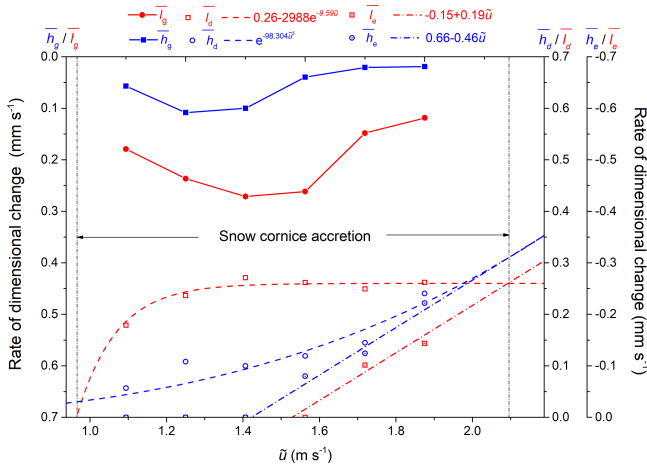 l̅g l̅d 0.26-2988e^-9.59ũ l̅e -0.15+0.19ũ
h̅g h̅d e^-98.304ũ² h̅e 0.66-0.46ũ
h̅g / l̅g h̅d / l̅d h̅e / l̅e
0.0 0.7 -0.7
0.1 0.6 -0.6
0.2 0.5 -0.5
0.3 0.4 -0.4
Snow cornice accretion
0.4 0.3 -0.3
0.5 0.2 -0.2
0.6 0.1 -0.1
0.7 0.0 0.0
1.0 1.2 1.4 1.6 1.8 2.0
ũ (m s⁻¹)
Rate of dimensional change (mm s⁻¹)
Rate of dimensional change (mm s⁻¹)